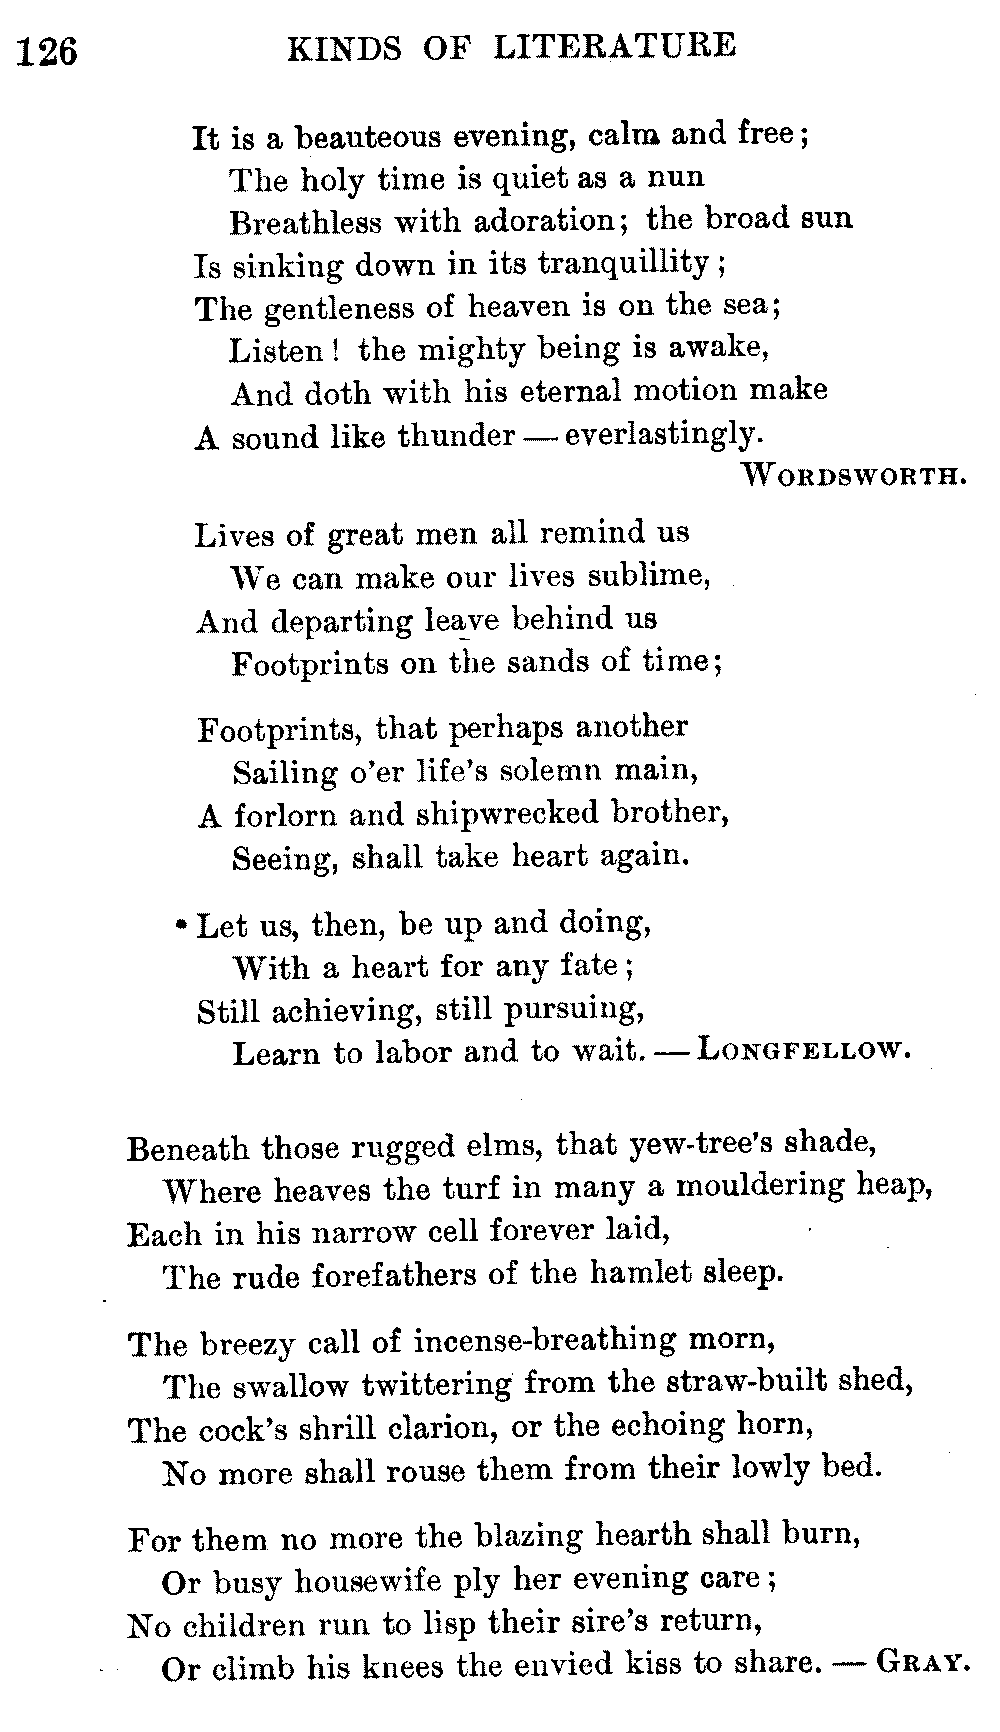 126 KINDS OF LITERATURE
It is a beauteous evening, calm and free;
The holy time is quiet as a nun
Breathless with adoration; the broad sun
Is sinking down in its tranquillity;
The gentleness of heaven is on the sea;
Listen! the mighty being is awake,
And doth with his eternal motion make
A sound like thunder — everlastingly.
WORDSWORTH.
Lives of great men all remind us
We can make our lives sublime,
And departing leave behind us
Footprints on the sands of time;
Footprints, that perhaps another
Sailing o'er life's solemn main,
A forlorn and shipwrecked brother,
Seeing, shall take heart again.
• Let us, then, be up and doing,
With a heart for any fate;
Still achieving, still pursuing,
Learn to labor and to wait. — LONGFELLOW.
Beneath those rugged elms, that yew-tree's shade,
Where heaves the turf in many a mouldering heap,
Each in his narrow cell forever laid,
The rude forefathers of the hamlet sleep.
The breezy call of incense-breathing morn,
The swallow twittering from the straw-built shed,
The cock's shrill clarion, or the echoing horn,
No more shall rouse them from their lowly bed.
For them no more the blazing hearth shall burn,
Or busy housewife ply her evening care;
No children run to lisp their sire's return,
Or climb his knees the envied kiss to share. — GRAY.